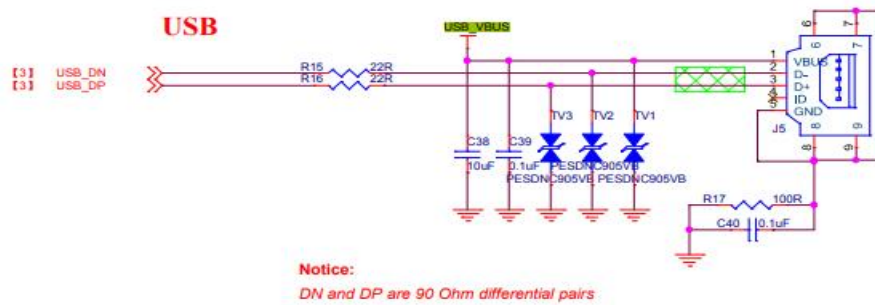 USB
USB_VBUS
6
7
R15 22R
1
VBUS
【3】 USB_DN
2
D-
【3】 USB_DP
R16 22R
3
D+
4
ID
5
GND
TV3 TV2 TV1
J5
8
9
C38 C39
10uF 0.1uF PESDNC905VB
PESDNC905VB PESDNC905VB
8
9
R17 100R
C40 0.1uF
Notice:
DN and DP are 90 Ohm differential pairs